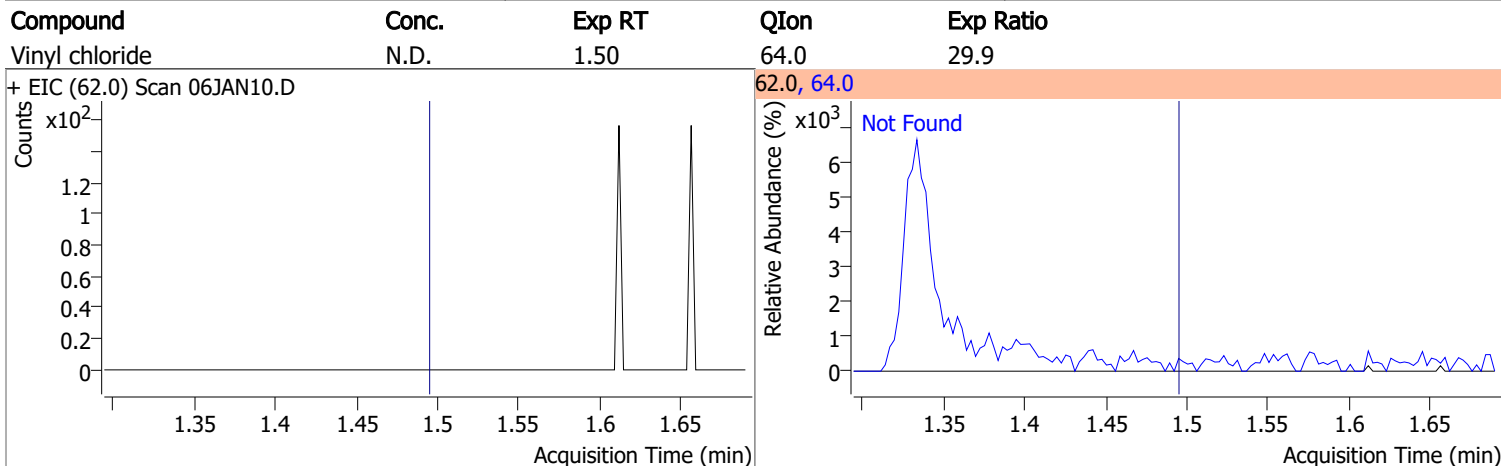 Compound Conc. Exp RT QIon Exp Ratio
Vinyl chloride N.D. 1.50 64.0 29.9
+ EIC (62.0) Scan 06JAN10.D
Counts
x10²
1.2
1
0.8
0.6
0.4
0.2
0
1.35 1.4 1.45 1.5 1.55 1.6 1.65
Acquisition Time (min)
62.0, 64.0
Relative Abundance (%)
x10³
Not Found
6
5
4
3
2
1
0
1.35 1.4 1.45 1.5 1.55 1.6 1.65
Acquisition Time (min)